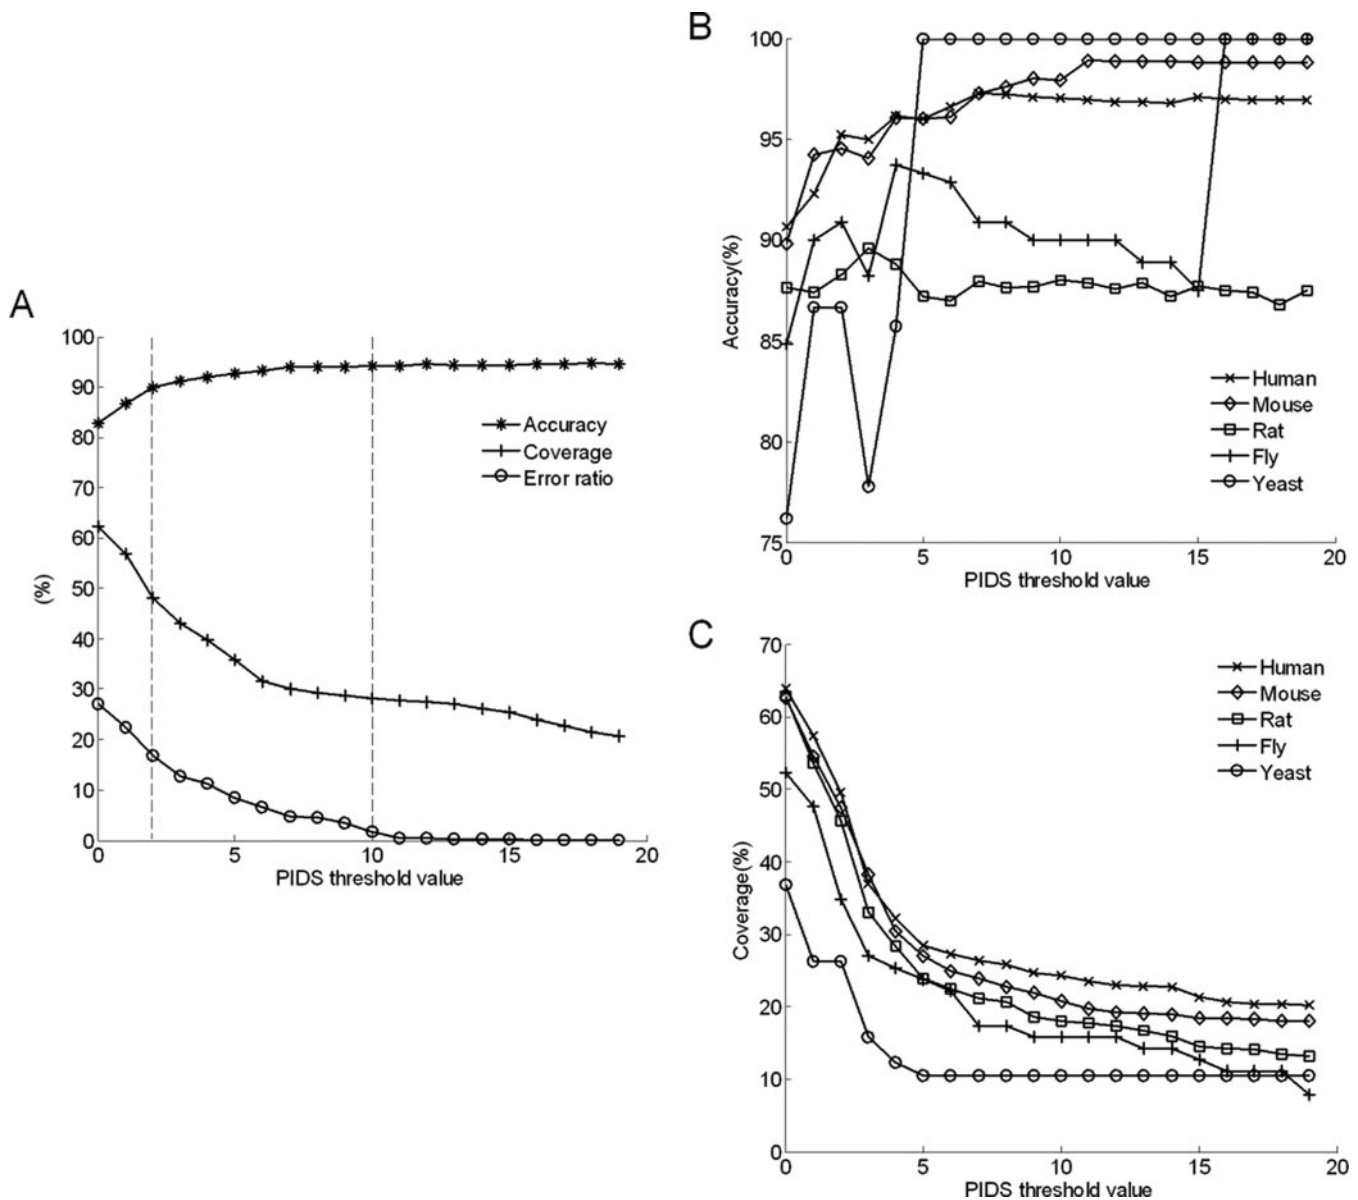 A
100
90
80
70
60
50
40
30
20
10
0
(%)
0 5 10 15 20
PIDS threshold value
Accuracy
Coverage
Error ratio
B
100
95
90
85
80
75
Accuracy(%)
0 5 10 15 20
PIDS threshold value
Human
Mouse
Rat
Fly
Yeast
C
70
60
50
40
30
20
10
0
Coverage(%)
0 5 10 15 20
PIDS threshold value
Human
Mouse
Rat
Fly
Yeast